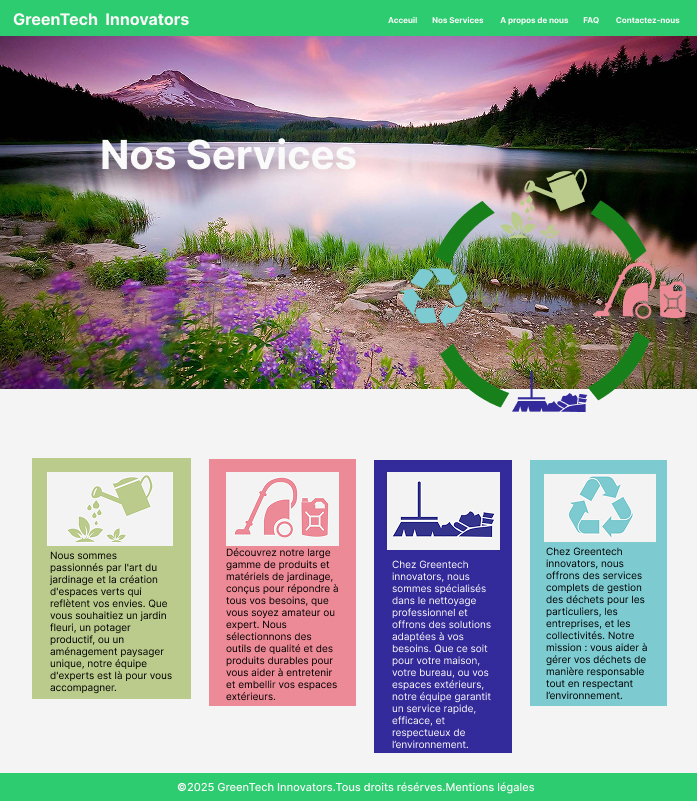 GreenTech Innovators
Acceuil Nos Services A propos de nous FAQ Contactez-nous
Nos Services
Nous sommes
passionnés par l'art du
jardinage et la création
d'espaces verts qui
reflètent vos envies. Que
vous souhaitiez un jardin
fleuri, un potager
productif, ou un
aménagement paysager
unique, notre équipe
d'experts est là pour vous
accompagner.
Découvrez notre large
gamme de produits et
matériels de jardinage,
conçus pour répondre à
tous vos besoins, que
vous soyez amateur ou
expert. Nous
sélectionnons des
outils de qualité et des
produits durables pour
vous aider à entretenir
et embellir vos espaces
extérieurs.
Chez Greentech
innovators, nous
sommes spécialisés
dans le nettoyage
professionnel et
offrons des solutions
adaptées à vos
besoins. Que ce soit
pour votre maison,
votre bureau, ou vos
espaces extérieurs,
notre équipe garantit
un service rapide,
efficace, et
respectueux de
l'environnement.
Chez Greentech
innovators, nous
offrons des services
complets de gestion
des déchets pour les
particuliers, les
entreprises, et les
collectivités. Notre
mission : vous aider à
gérer vos déchets de
manière responsable
tout en respectant
l'environnement.
©2025 GreenTech Innovators.Tous droits résérves.Mentions légales